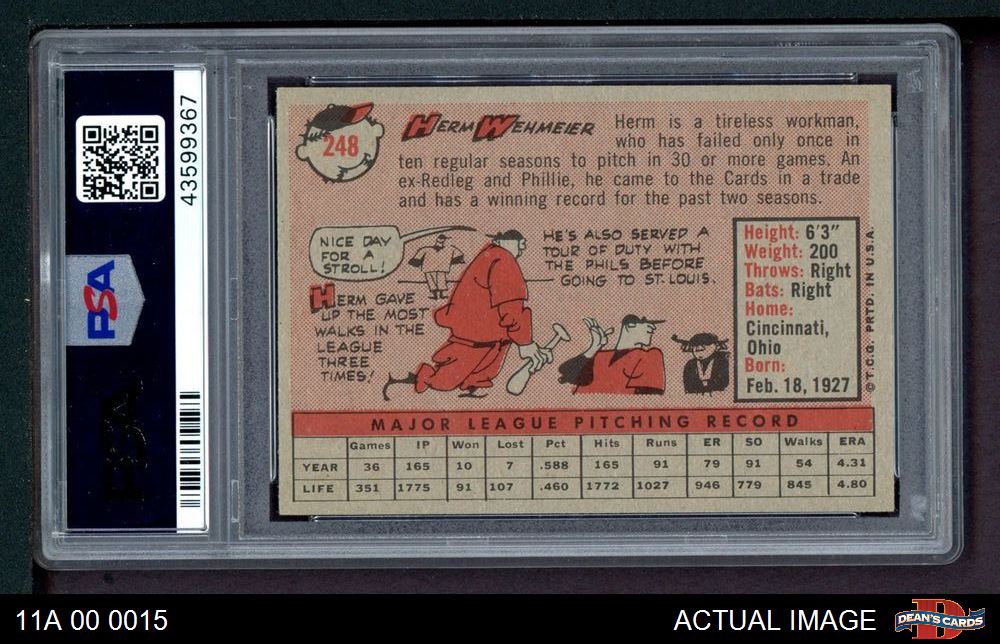 43599367
PSA
PSA
248
HERM WEHMEIER
Herm is a tireless workman,
who has failed only once in
ten regular seasons to pitch in 30 or more games. An
ex-Redleg and Phillie, he came to the Cards in a trade
and has a winning record for the past two seasons.
NICE DAY
FOR A
STROLL!
HERM GAVE
UP THE MOST
WALKS IN THE
LEAGUE
THREE
TIMES!
HE'S ALSO SERVED A
TOUR OF DUTY WITH
THE PHILS BEFORE
GOING TO ST. LOUIS.
Height: 6'3"
Weight: 200
Throws: Right
Bats: Right
Home:
Cincinnati,
Ohio
Born:
Feb. 18, 1927
© T.C.G. PRTD. IN U.S.A.
MAJOR LEAGUE PITCHING RECORD
Games IP Won Lost Pct Hits Runs ER SO Walks ERA
YEAR 36 165 10 7 .588 165 91 79 91 54 4.31
LIFE 351 1775 91 107 .460 1772 1027 946 779 845 4.80
11A 00 0015
ACTUAL IMAGE
DEAN'S CARDS